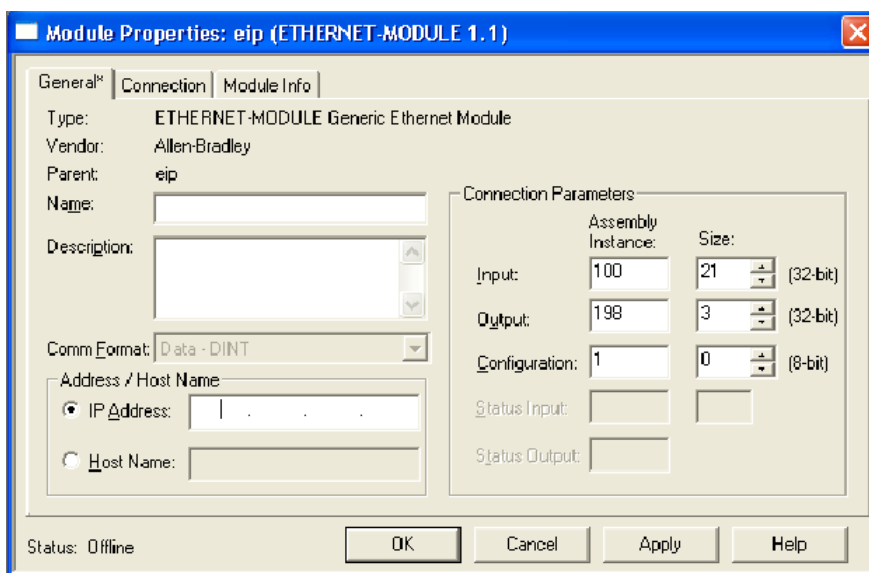 Module Properties: eip (ETHERNET-MODULE 1.1)
General* Connection Module Info
Type: ETHERNET-MODULE Generic Ethernet Module
Vendor: Allen-Bradley
Parent: eip
Name:
Description:
Comm Format: Data - DINT
Address / Host Name
IP Address: . . .
Host Name:
Connection Parameters
Assembly Instance: Size:
Input: 100 21 (32-bit)
Output: 198 3 (32-bit)
Configuration: 1 0 (8-bit)
Status Input:
Status Output:
Status: Offline
OK Cancel Apply Help